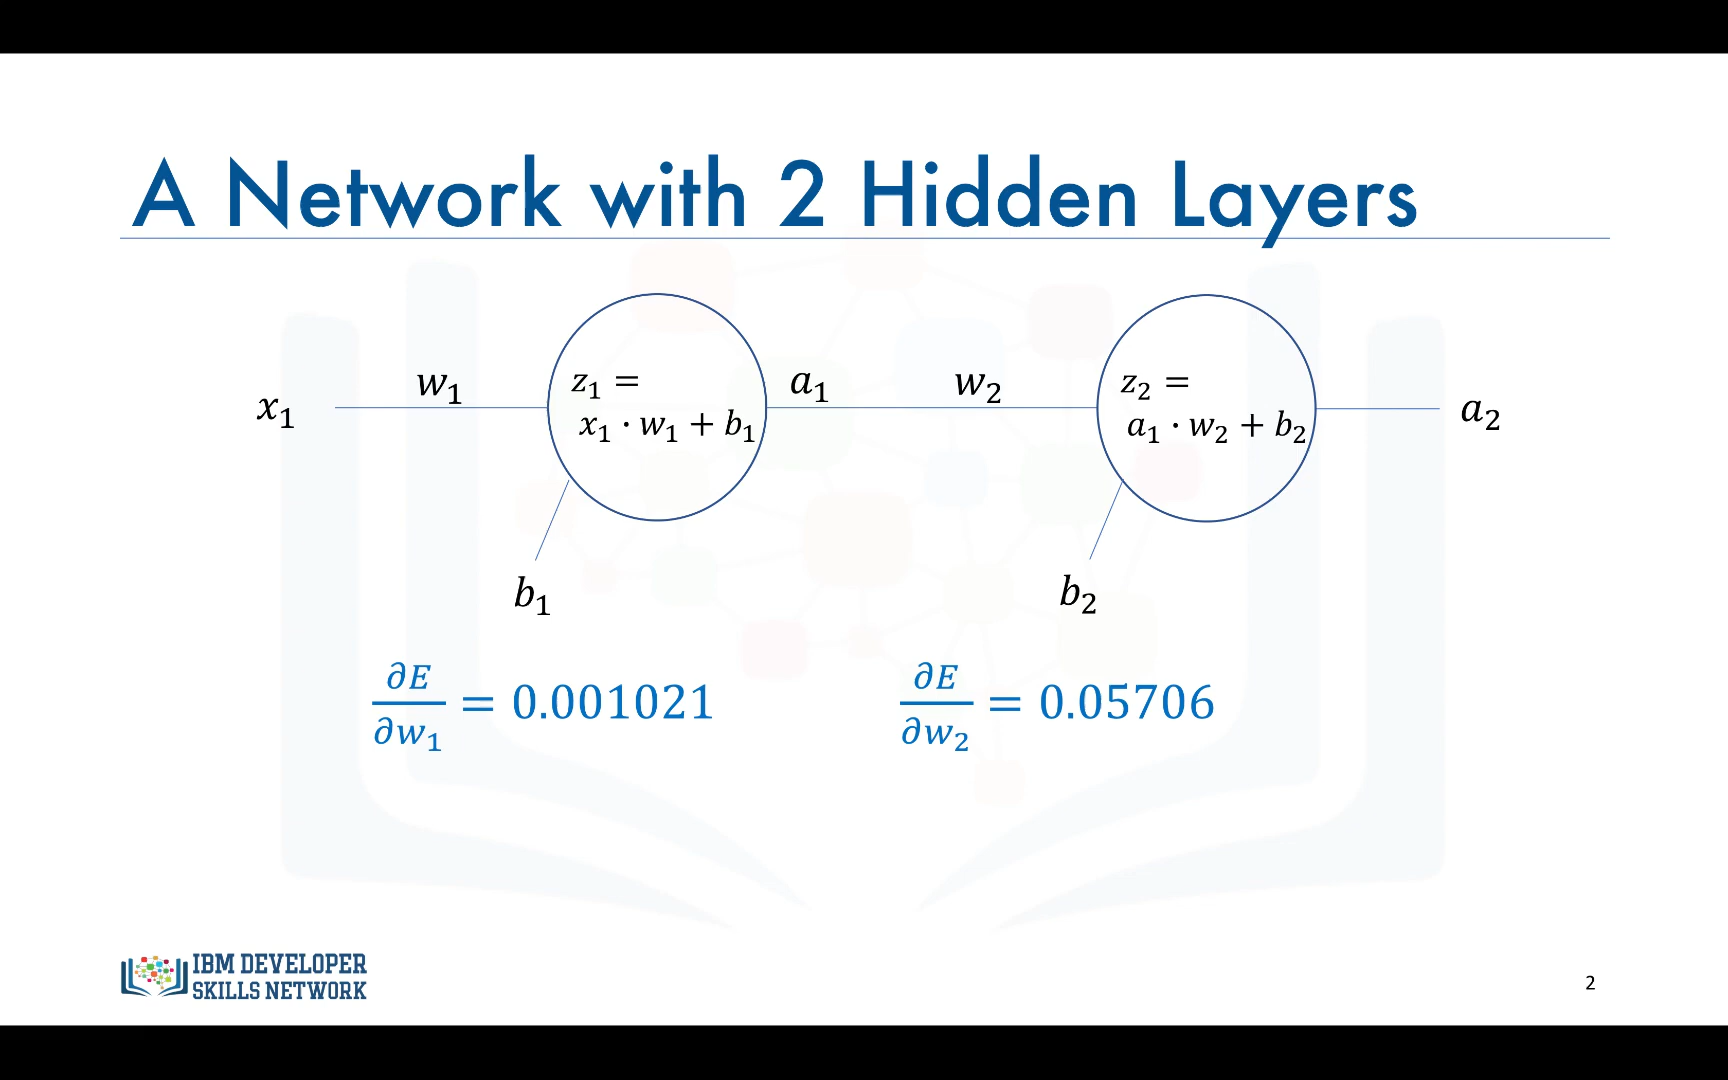 A Network with 2 Hidden Layers
x₁
w₁
z₁ =
x₁ · w₁ + b₁
a₁
w₂
z₂ =
a₁ · w₂ + b₂
a₂
b₁
b₂
∂E/∂w₁ = 0.001021
∂E/∂w₂ = 0.05706
IBM DEVELOPER
SKILLS NETWORK
2